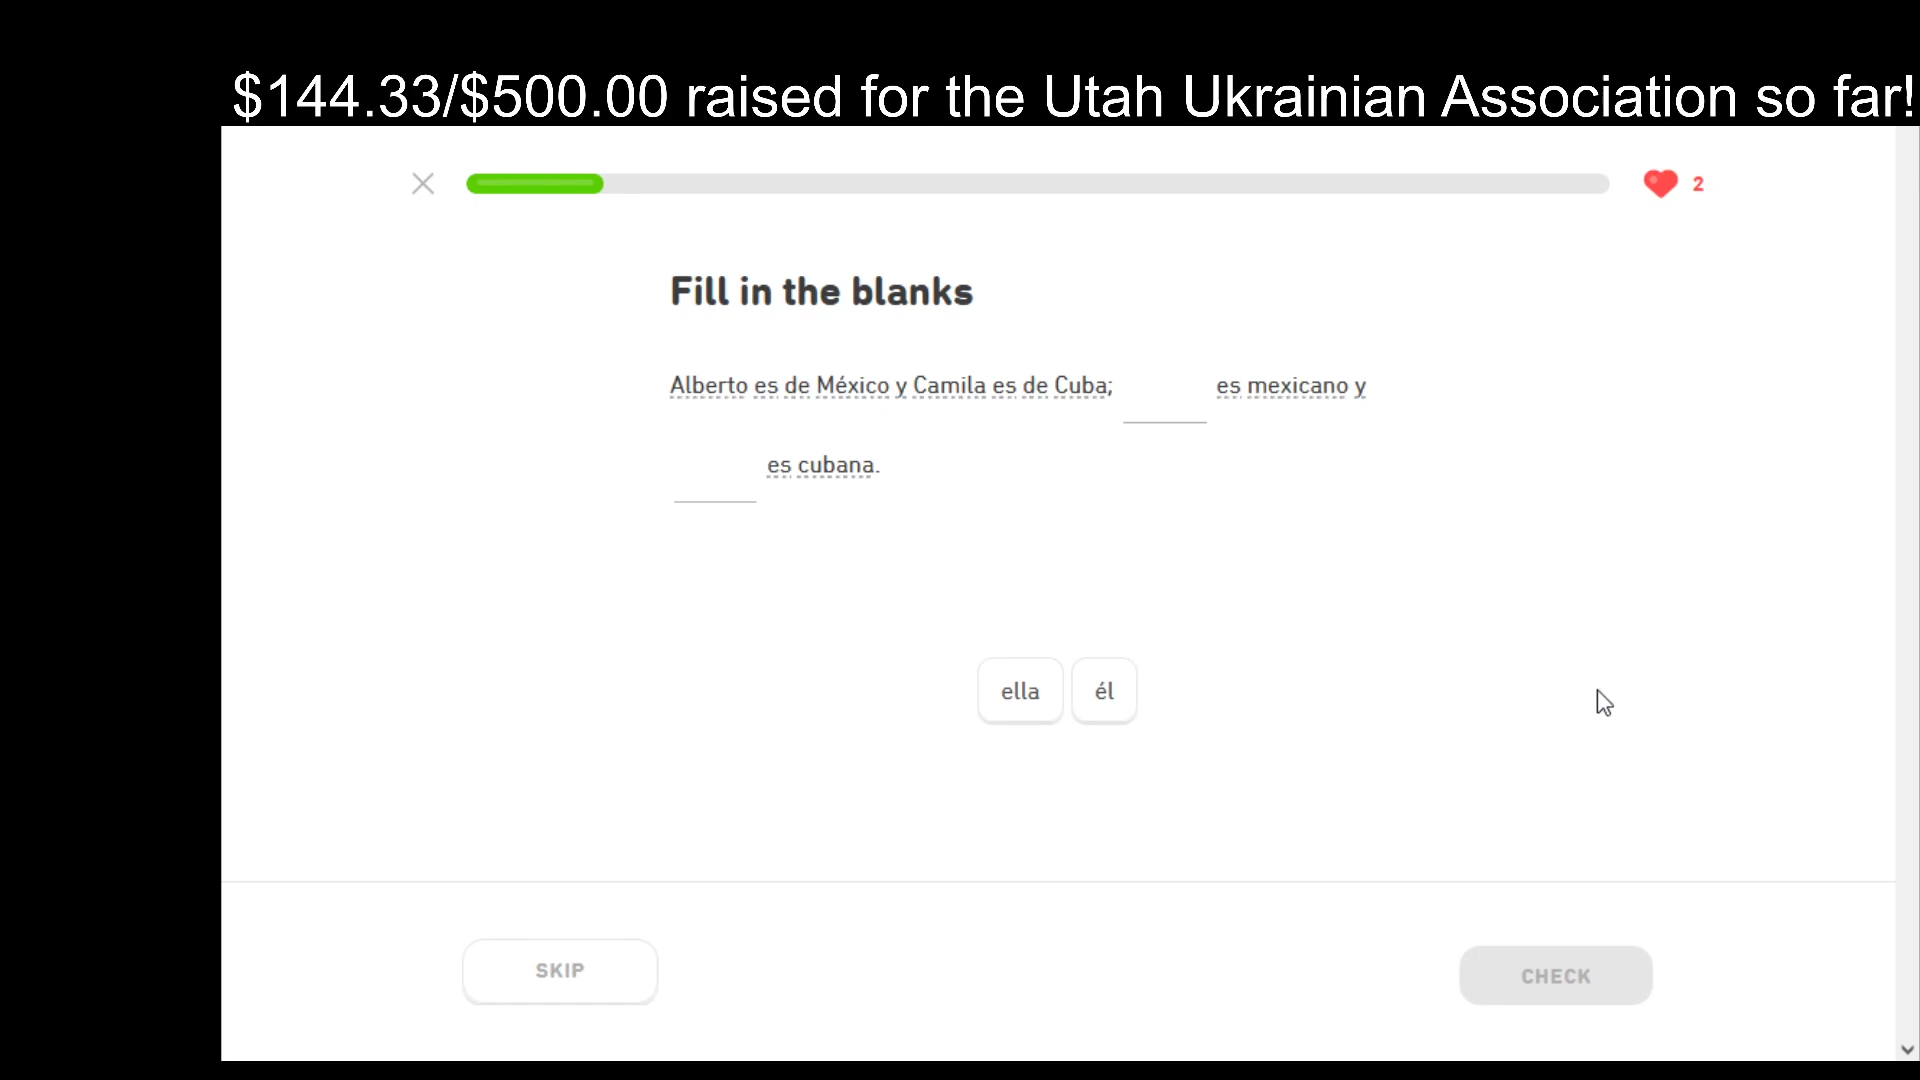 $144.33/$500.00 raised for the Utah Ukrainian Association so far!
2
Fill in the blanks
Alberto es de México y Camila es de Cuba; es mexicano y
es cubana.
ella él
SKIP CHECK